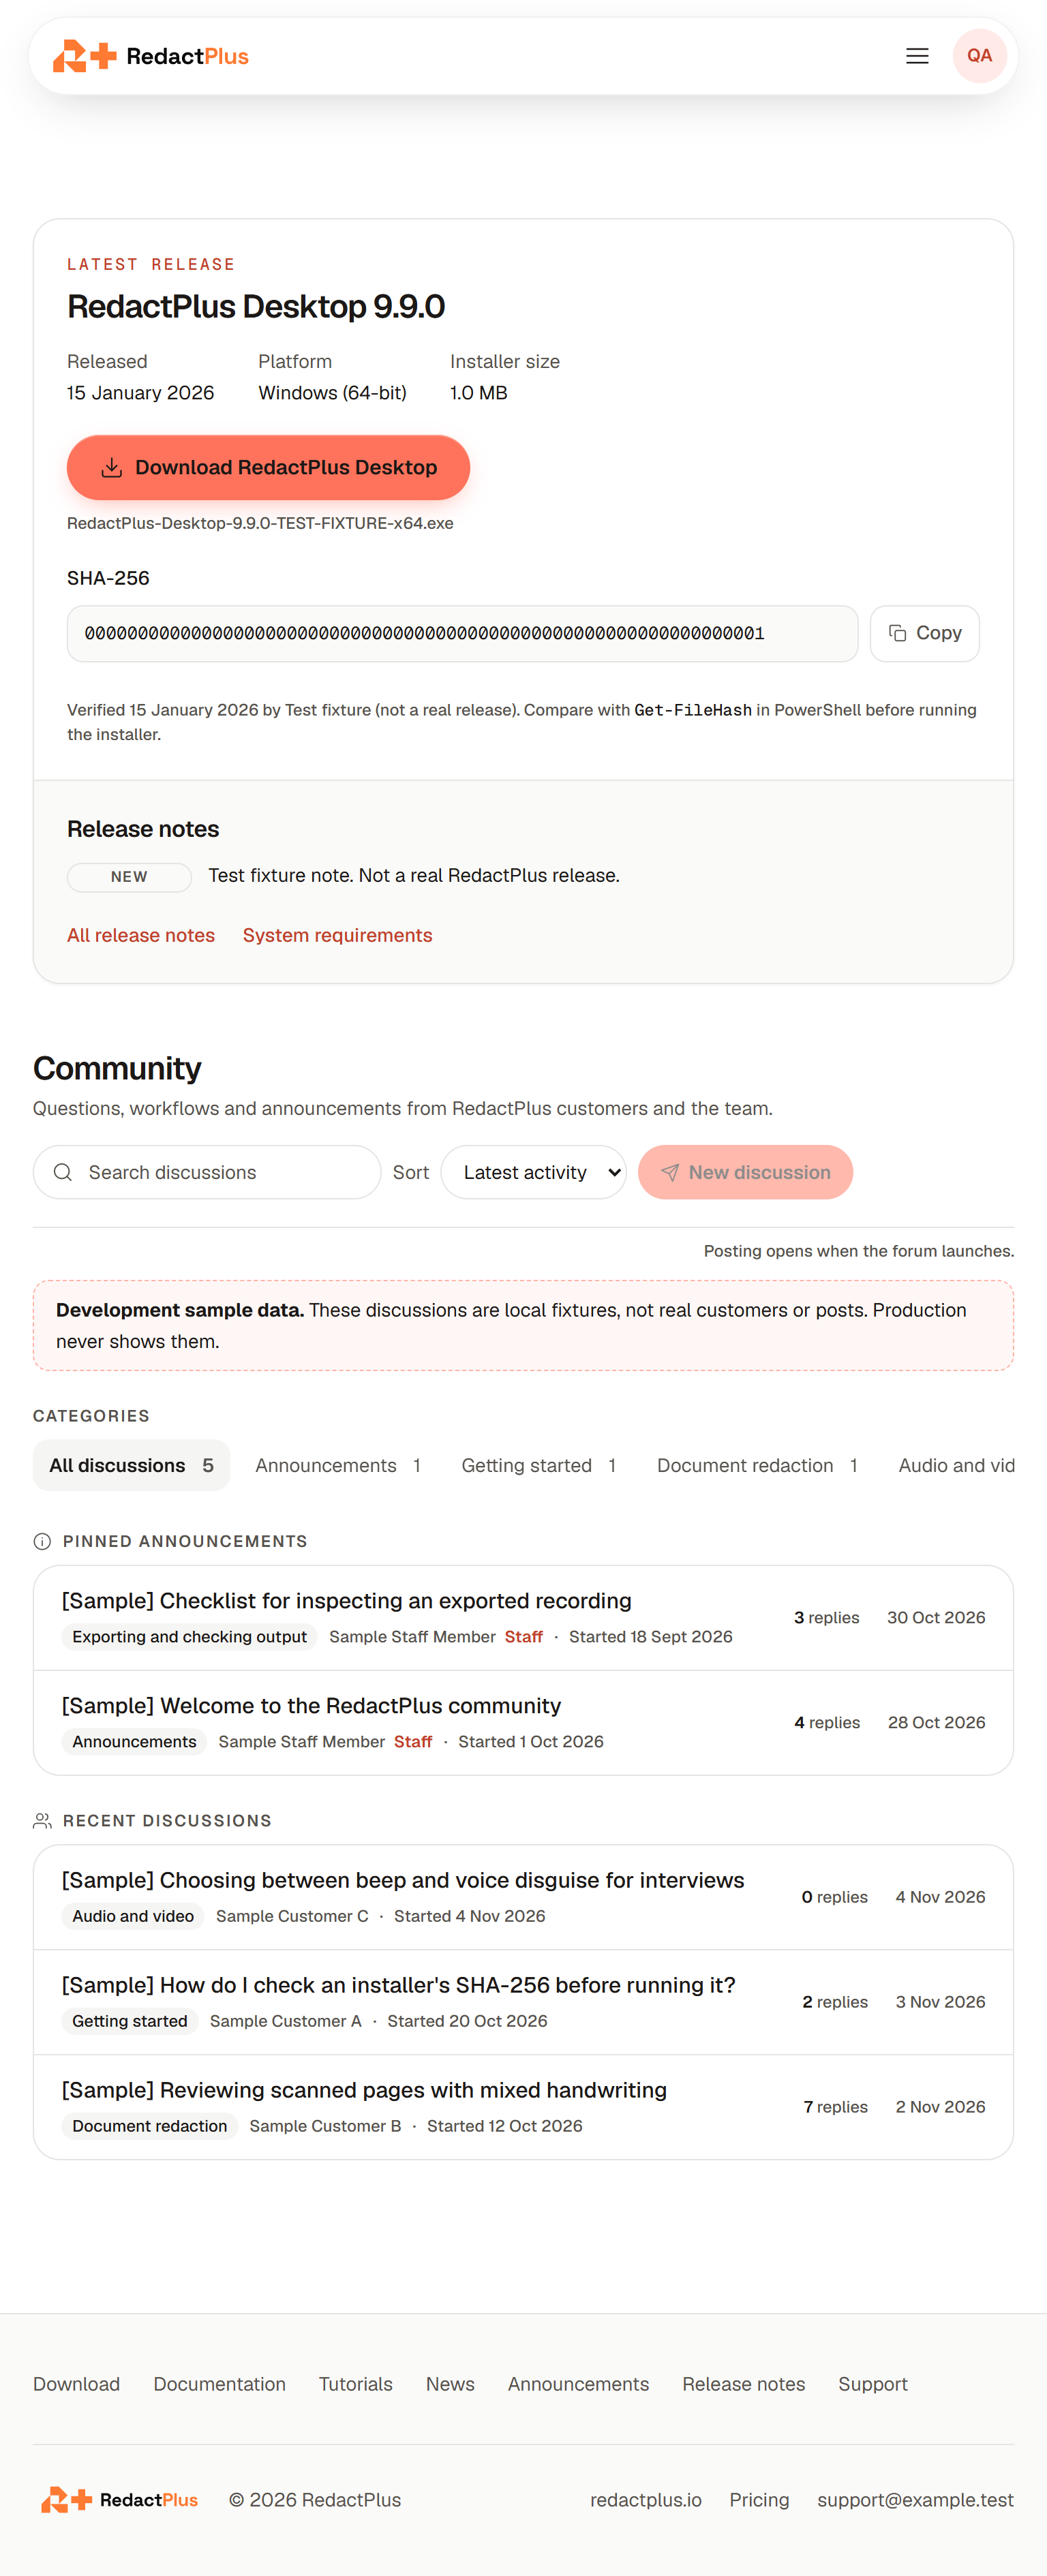 RedactPlus
QA
LATEST RELEASE
RedactPlus Desktop 9.9.0
Released Platform Installer size
15 January 2026 Windows (64-bit) 1.0 MB
Download RedactPlus Desktop
RedactPlus-Desktop-9.9.0-TEST-FIXTURE-x64.exe
SHA-256
0000000000000000000000000000000000000000000000000000000000000001
Copy
Verified 15 January 2026 by Test fixture (not a real release). Compare with Get-FileHash in PowerShell before running
the installer.
Release notes
NEW Test fixture note. Not a real RedactPlus release.
All release notes System requirements
Community
Questions, workflows and announcements from RedactPlus customers and the team.
Search discussions Sort Latest activity New discussion
Posting opens when the forum launches.
Development sample data. These discussions are local fixtures, not real customers or posts. Production
never shows them.
CATEGORIES
All discussions 5 Announcements 1 Getting started 1 Document redaction 1 Audio and vid
PINNED ANNOUNCEMENTS
[Sample] Checklist for inspecting an exported recording
Exporting and checking output Sample Staff Member Staff · Started 18 Sept 2026
3 replies 30 Oct 2026
[Sample] Welcome to the RedactPlus community
Announcements Sample Staff Member Staff · Started 1 Oct 2026
4 replies 28 Oct 2026
RECENT DISCUSSIONS
[Sample] Choosing between beep and voice disguise for interviews
Audio and video Sample Customer C · Started 4 Nov 2026
0 replies 4 Nov 2026
[Sample] How do I check an installer's SHA-256 before running it?
Getting started Sample Customer A · Started 20 Oct 2026
2 replies 3 Nov 2026
[Sample] Reviewing scanned pages with mixed handwriting
Document redaction Sample Customer B · Started 12 Oct 2026
7 replies 2 Nov 2026
Download Documentation Tutorials News Announcements Release notes Support
RedactPlus © 2026 RedactPlus redactplus.io Pricing support@example.test